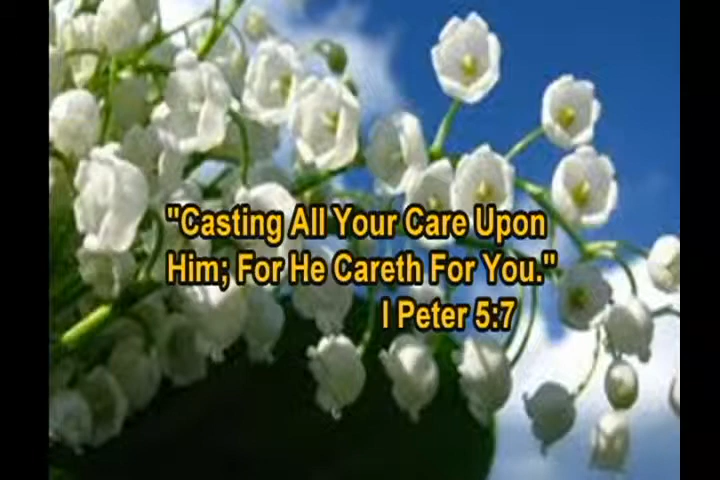 "Casting All Your Care Upon
Him; For He Careth For You."
I Peter 5:7